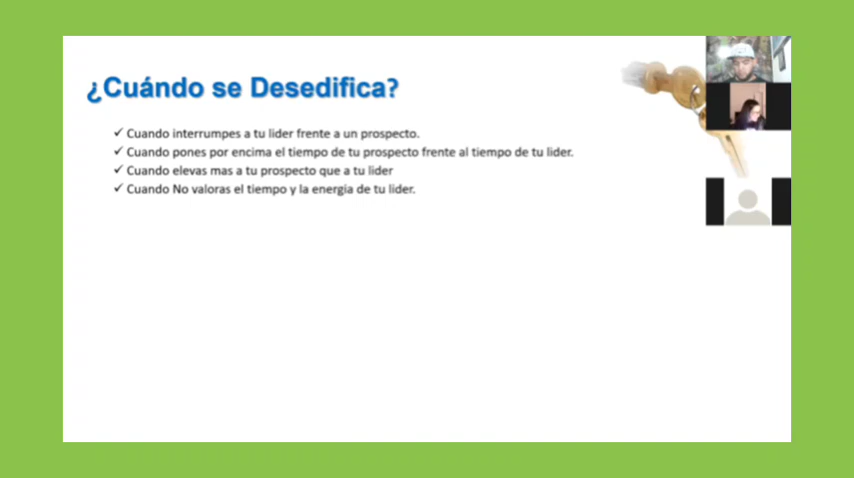 ¿Cuándo se Desedifica?
✓ Cuando interrumpes a tu lider frente a un prospecto.
✓ Cuando pones por encima el tiempo de tu prospecto frente al tiempo de tu lider.
✓ Cuando elevas mas a tu prospecto que a tu lider
✓ Cuando No valoras el tiempo y la energia de tu lider.